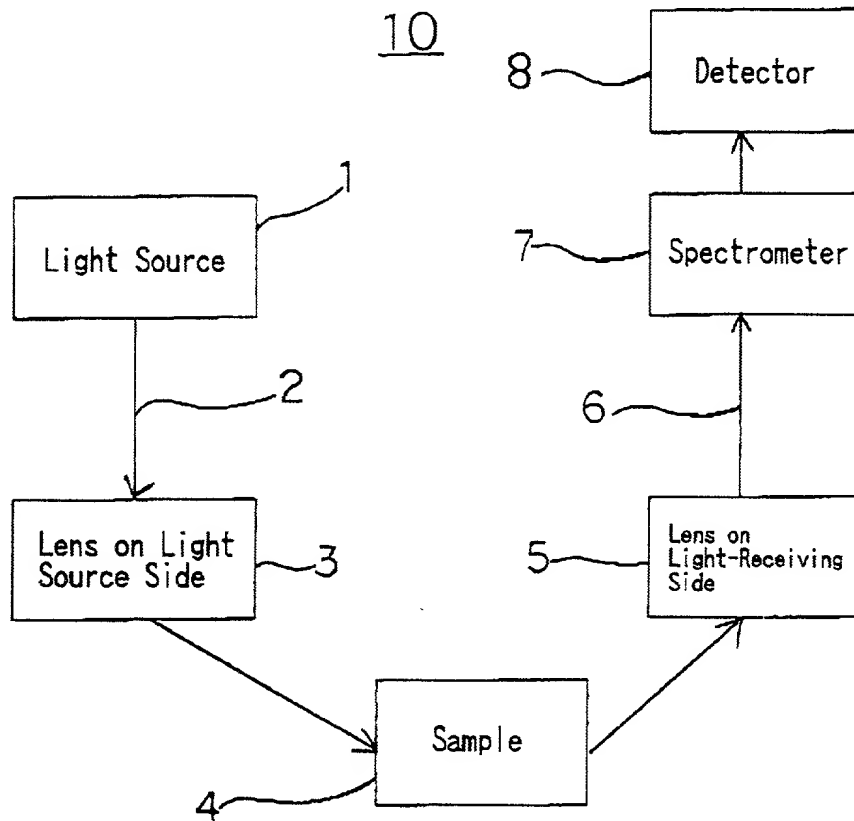 10
8
Detector
1
Light Source
7
Spectrometer
2
6
Lens on Light
Source Side
3
5
Lens on
Light-Receiving
Side
Sample
4